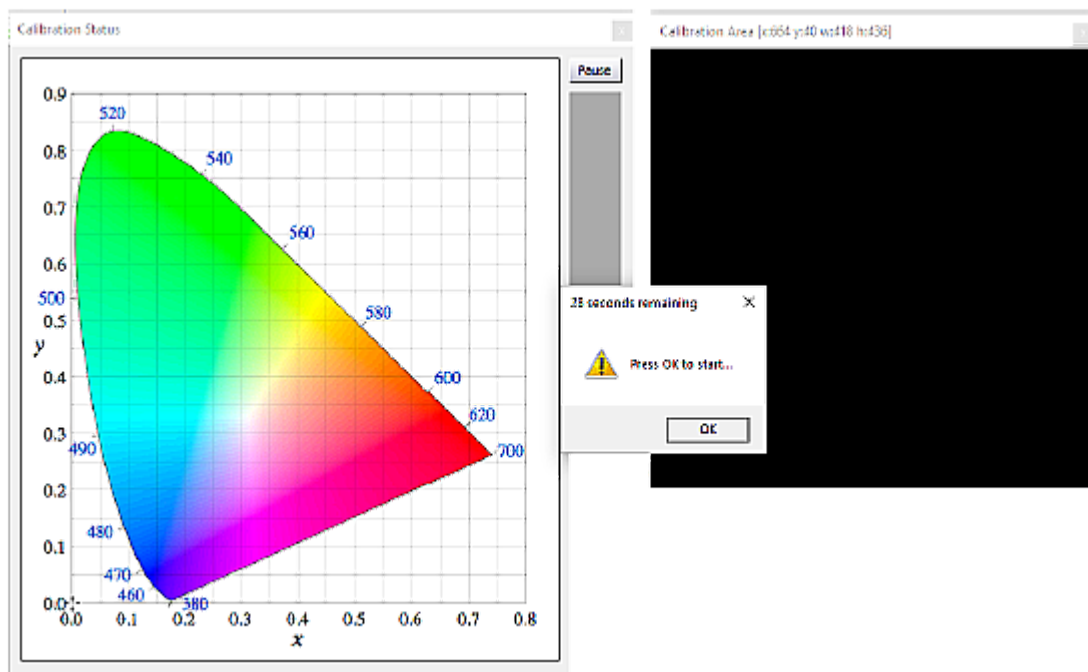 Calibration Status
Calibration Area [x:664 y:40 w:418 h:436]
Pause
0.9
520
0.8
540
0.7
560
0.6
500
0.5
580
y
0.4
600
620
0.3
490
700
0.2
480
0.1
470
460
0.0
380
0.0 0.1 0.2 0.3 0.4 0.5 0.6 0.7 0.8
x
28 seconds remaining
Press OK to start...
OK